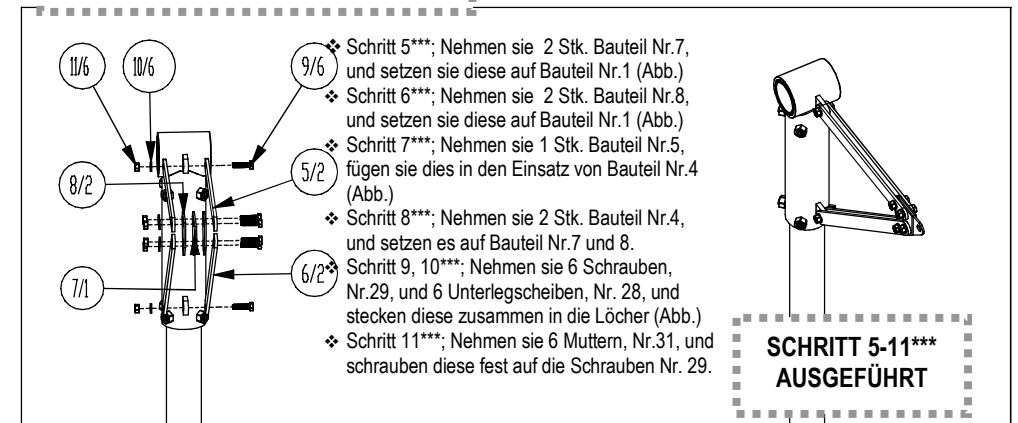 11/6
10/6
9/6
8/2
5/2
7/1
6/2
❖ Schritt 5***; Nehmen sie 2 Stk. Bauteil Nr.7,
und setzen sie diese auf Bauteil Nr.1 (Abb.)
❖ Schritt 6***; Nehmen sie 2 Stk. Bauteil Nr.8,
und setzen sie diese auf Bauteil Nr.1 (Abb.)
❖ Schritt 7***; Nehmen sie 1 Stk. Bauteil Nr.5,
fügen sie dies in den Einsatz von Bauteil Nr.4
(Abb.)
❖ Schritt 8***; Nehmen sie 2 Stk. Bauteil Nr.4,
und setzen es auf Bauteil Nr.7 und 8.
❖ Schritt 9, 10***; Nehmen sie 6 Schrauben,
Nr.29, und 6 Unterlegscheiben, Nr. 28, und
stecken diese zusammen in die Löcher (Abb.)
❖ Schritt 11***; Nehmen sie 6 Muttern, Nr.31, und
schrauben diese fest auf die Schrauben Nr. 29.
SCHRITT 5-11***
AUSGEFÜHRT